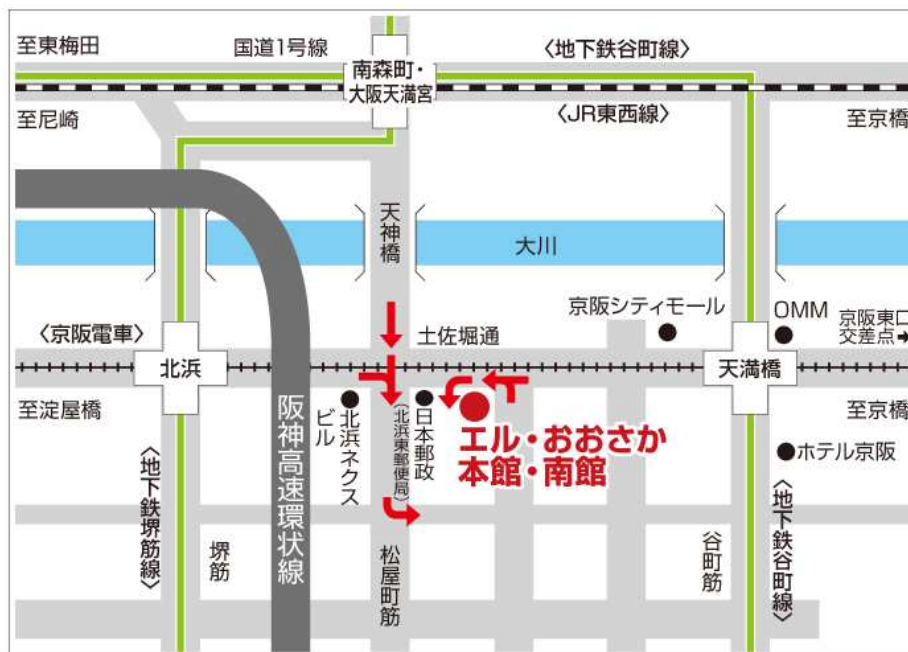 至東梅田
国道1号線
〈地下鉄谷町線〉
南森町・
大阪天満宮
至尼崎
〈JR東西線〉
至京橋
天神橋
大川
京阪シティモール
OMM
〈京阪電車〉
土佐堀通
京阪東口
交差点➡
北浜
天満橋
至淀屋橋
阪神高速環状線
北浜ネクス
ビル
(北浜東郵便局)
日本郵政
エル・おおさか
本館・南館
至京橋
ホテル京阪
〈地下鉄堺筋線〉
堺筋
松屋町筋
谷町筋
〈地下鉄谷町線〉